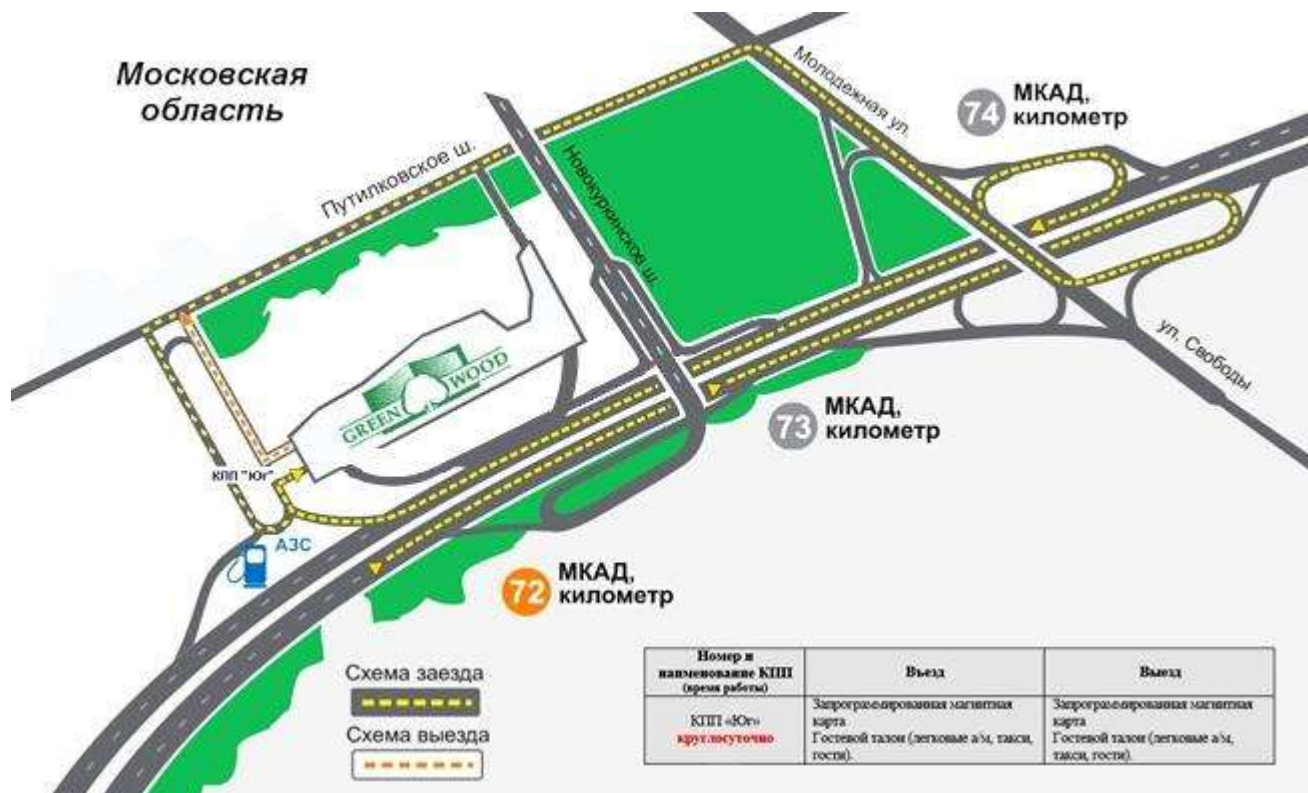 Московская
область
Путилковское ш.
Новокуркинское ш.
Молодежная ул.
74
МКАД,
километр
ул. Свободы
GREEN WOOD
КПП "Юг"
АЗС
73
МКАД,
километр
72
МКАД,
километр
Схема заезда
Схема выезда
Номер и
наименование КПП
(время работы)
Въезд
Выезд
КПП «Юг»
круглосуточно
Запрограммированная магнитная
карта
Гостевой талон (легковые а/м, такси,
гости).
Запрограммированная магнитная
карта
Гостевой талон (легковые а/м,
такси, гости).